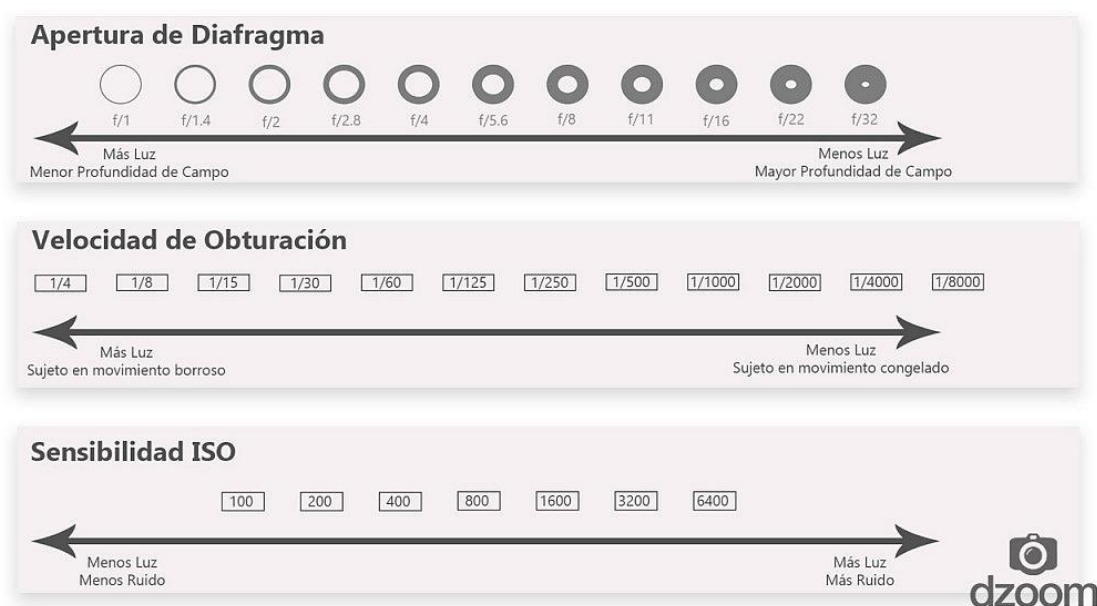 Apertura de Diafragma
f/1 f/1.4 f/2 f/2.8 f/4 f/5.6 f/8 f/11 f/16 f/22 f/32
Más Luz
Menor Profundidad de Campo
Menos Luz
Mayor Profundidad de Campo
Velocidad de Obturación
1/4 1/8 1/15 1/30 1/60 1/125 1/250 1/500 1/1000 1/2000 1/4000 1/8000
Más Luz
Sujeto en movimiento borroso
Menos Luz
Sujeto en movimiento congelado
Sensibilidad ISO
100 200 400 800 1600 3200 6400
Menos Luz
Menos Ruido
Más Luz
Más Ruido
dzoom